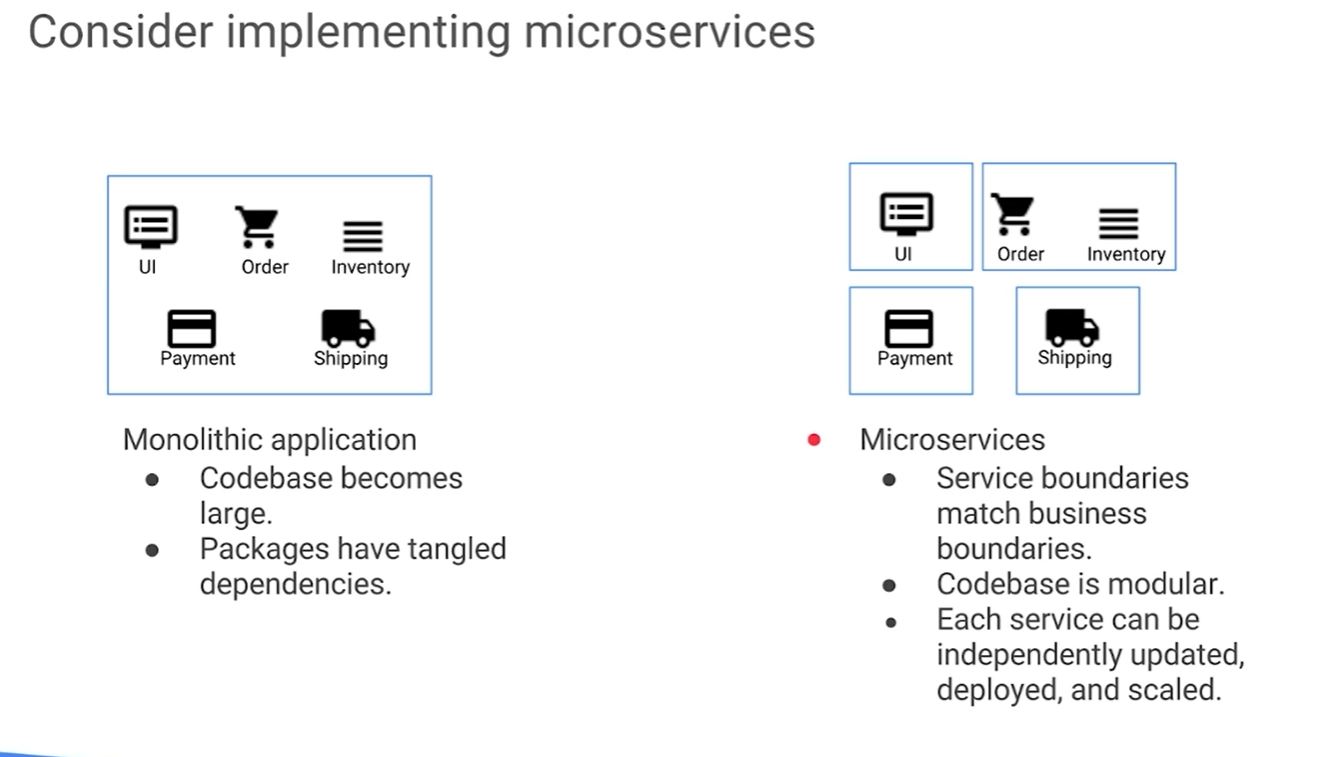 Consider implementing microservices
UI
Order
Inventory
Payment
Shipping
Monolithic application
● Codebase becomes
large.
● Packages have tangled
dependencies.
UI
Order
Inventory
Payment
Shipping
● Microservices
● Service boundaries
match business
boundaries.
● Codebase is modular.
● Each service can be
independently updated,
deployed, and scaled.